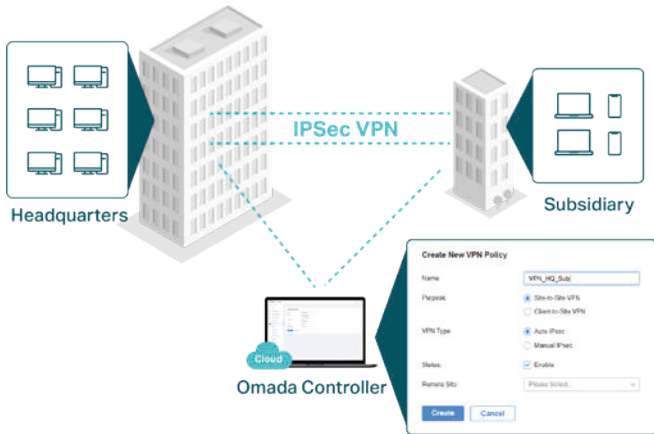 IPSec VPN
Headquarters
Subsidiary
Cloud
Omada Controller
Create New VPN Policy
Name VPN_HQ_Sub
Purpose Site-to-Site VPN
Client-to-Site VPN
VPN Type Auto IPsec
Manual IPsec
Status: Enable
Remote Site Please Select...
Create Cancel